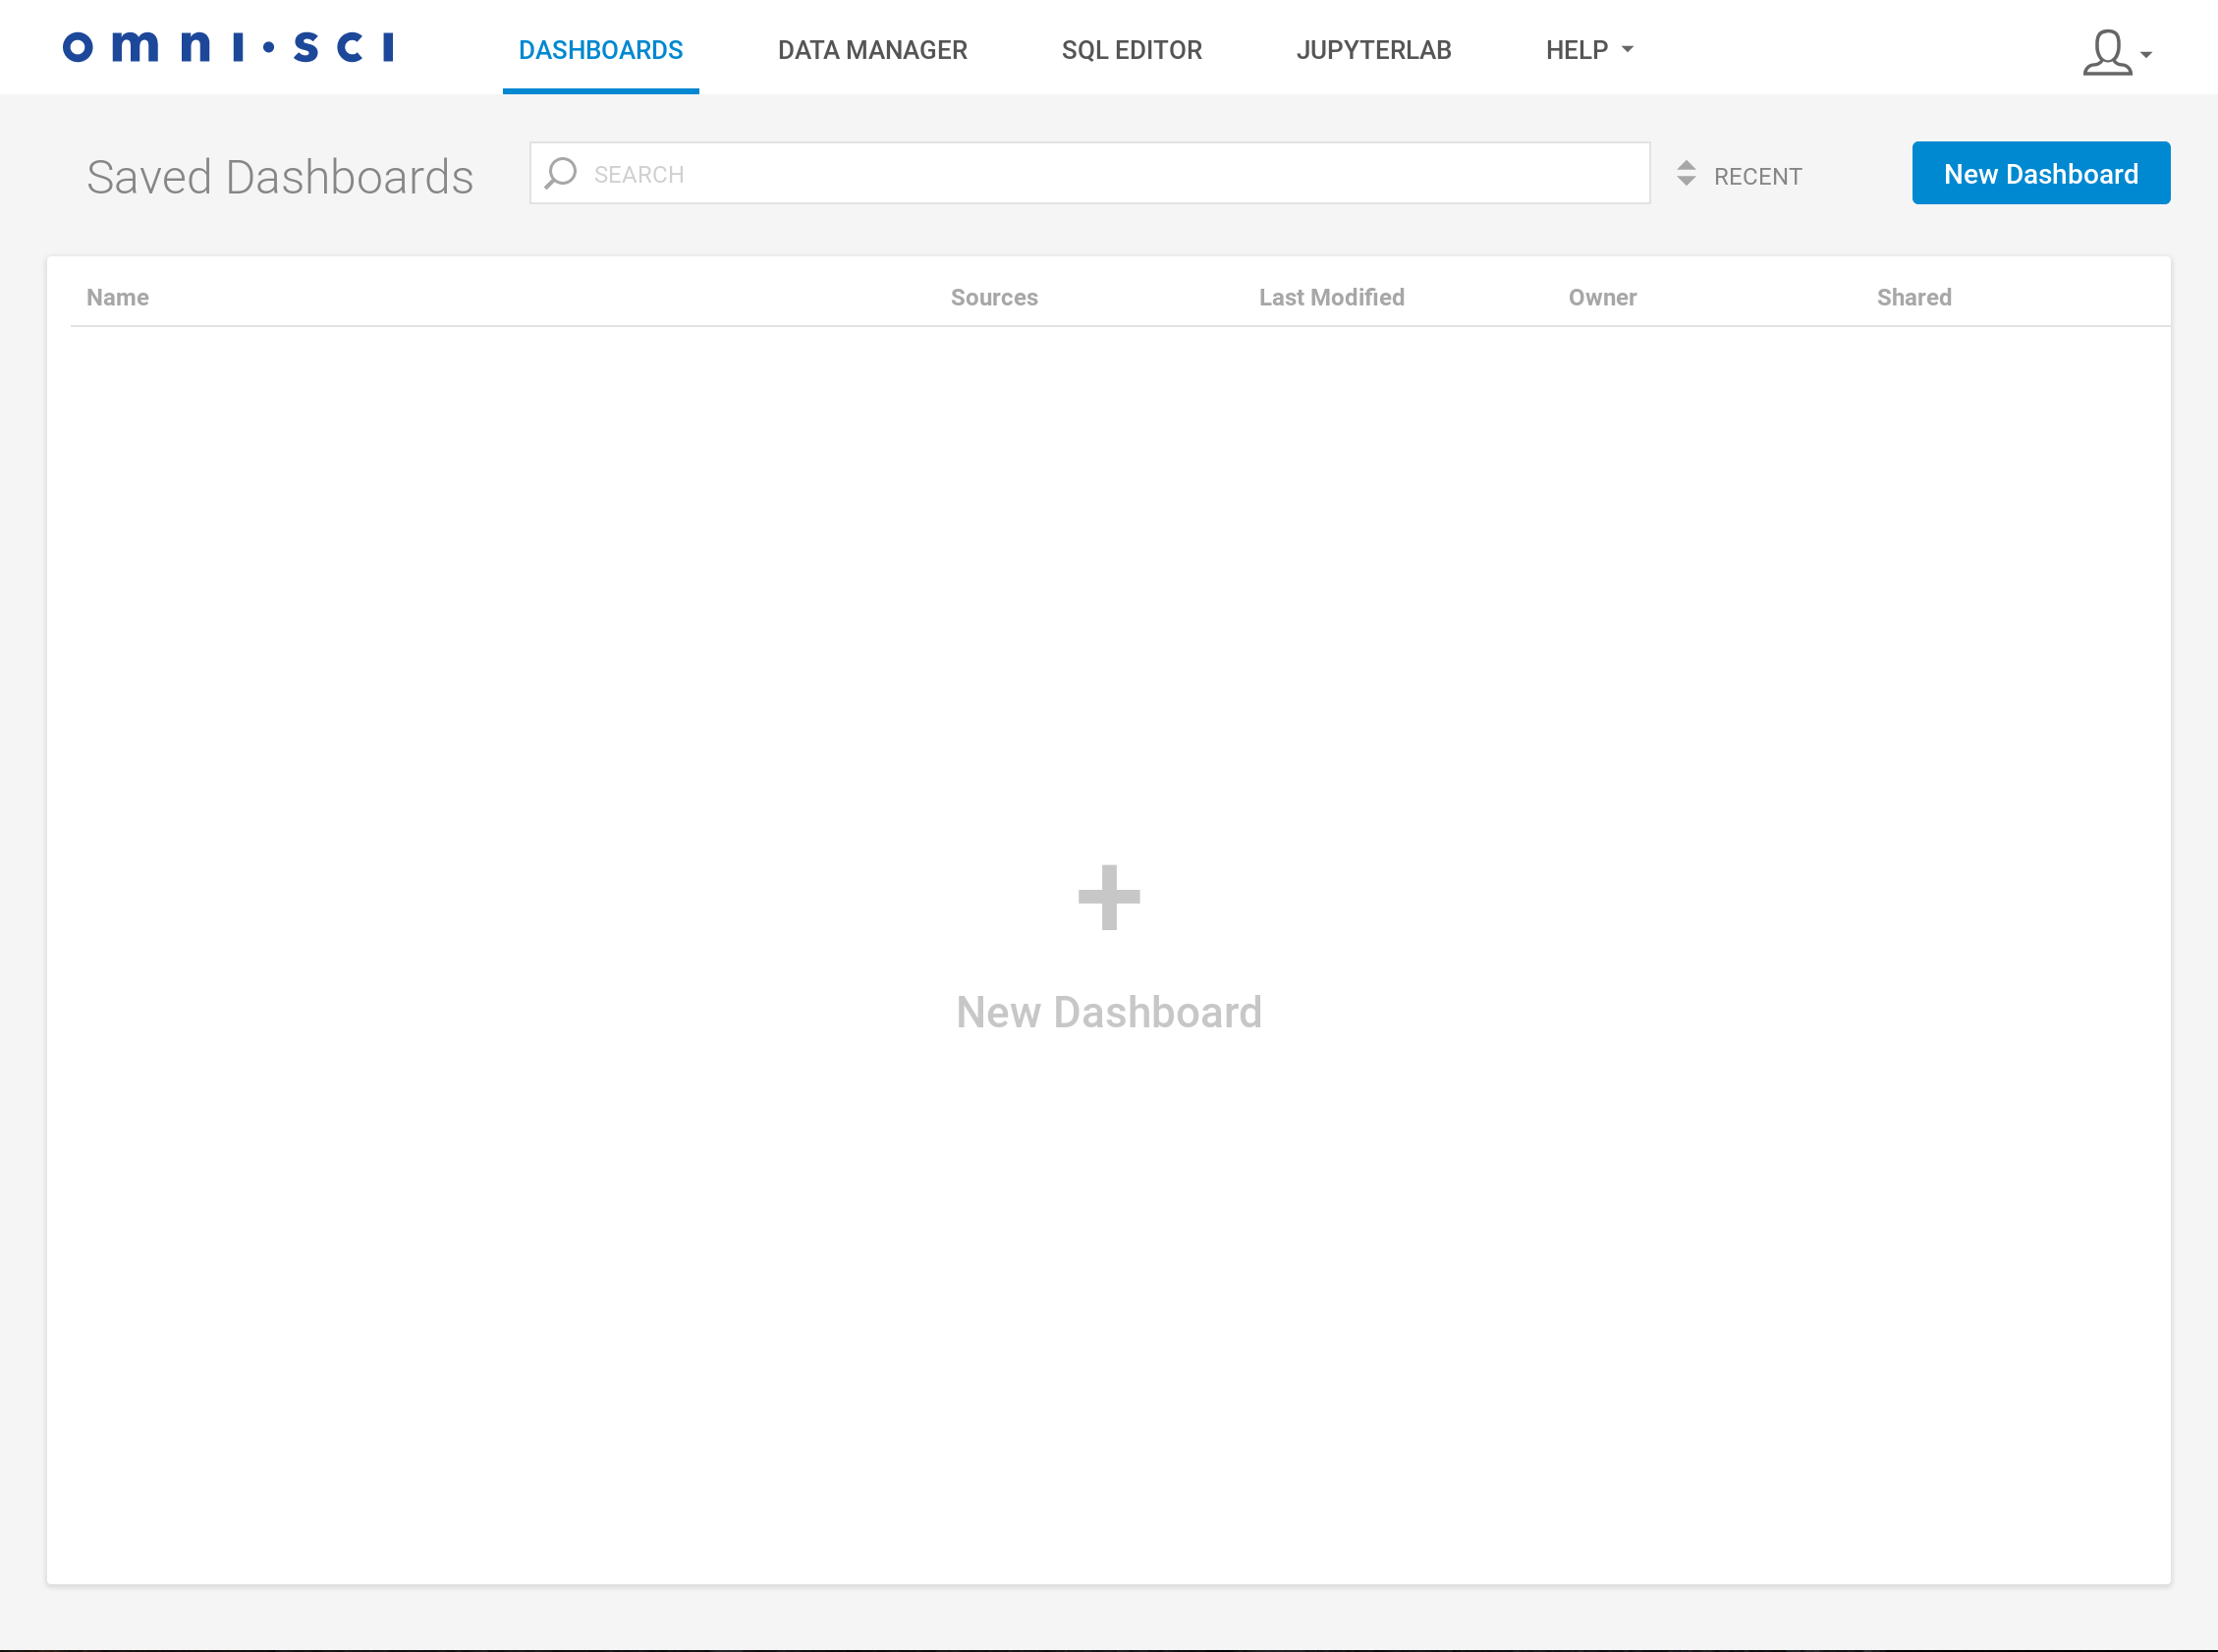 omni·sci DASHBOARDS DATA MANAGER SQL EDITOR JUPYTERLAB HELP
Saved Dashboards SEARCH RECENT New Dashboard
Name Sources Last Modified Owner Shared
New Dashboard